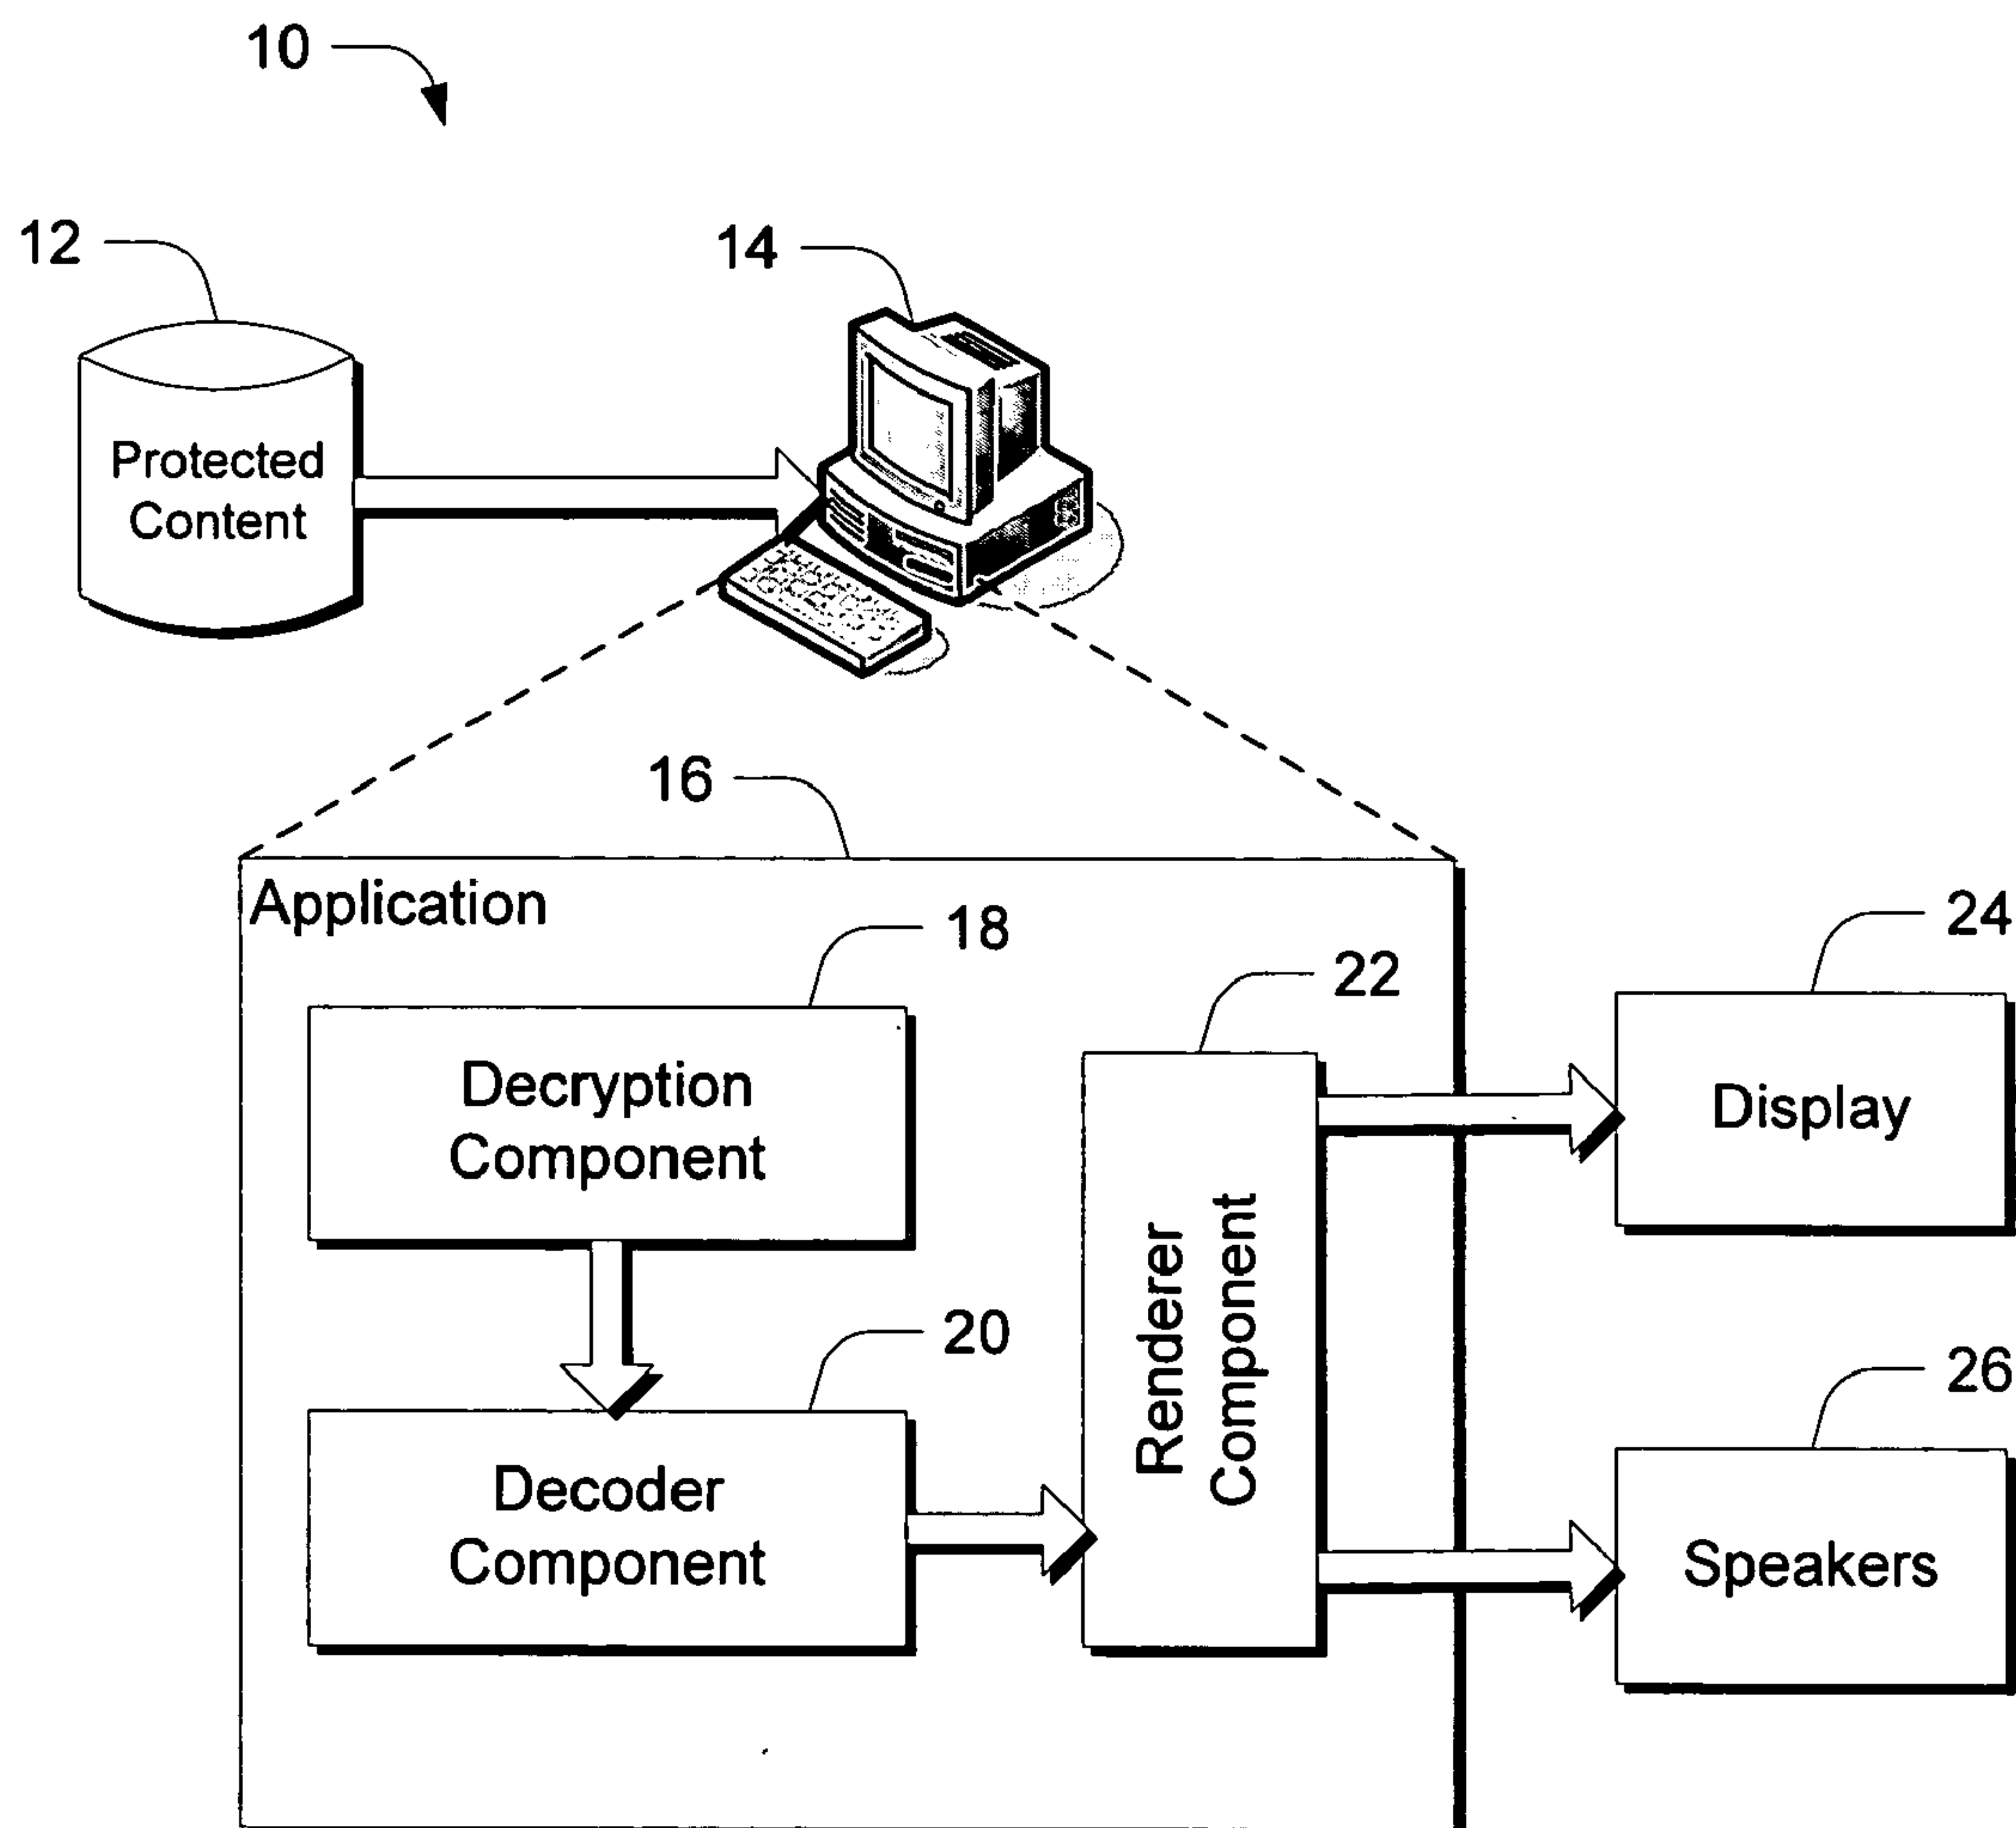 10
12
14
Protected
Content
16
Application
18
Decryption
Component
20
Decoder
Component
22
Renderer
Component
24
Display
26
Speakers